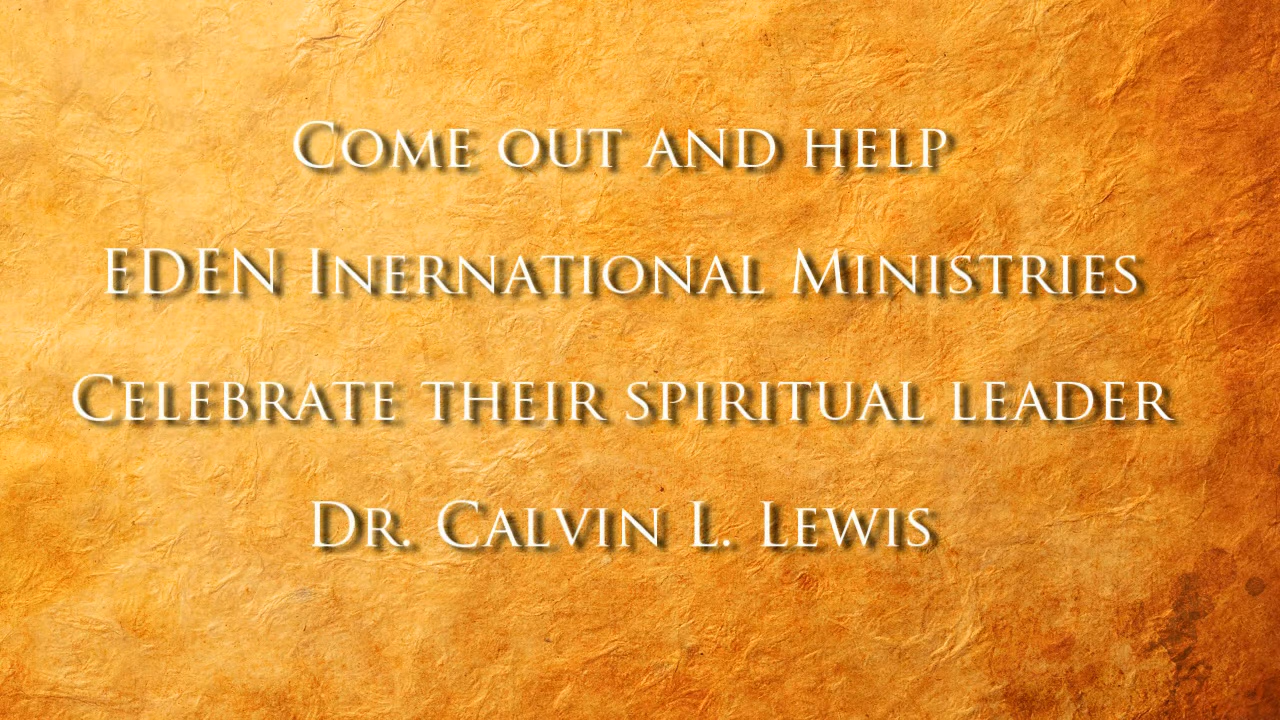 Come out and help
EDEN Inernational Ministries
Celebrate their spiritual leader
Dr. Calvin L. Lewis